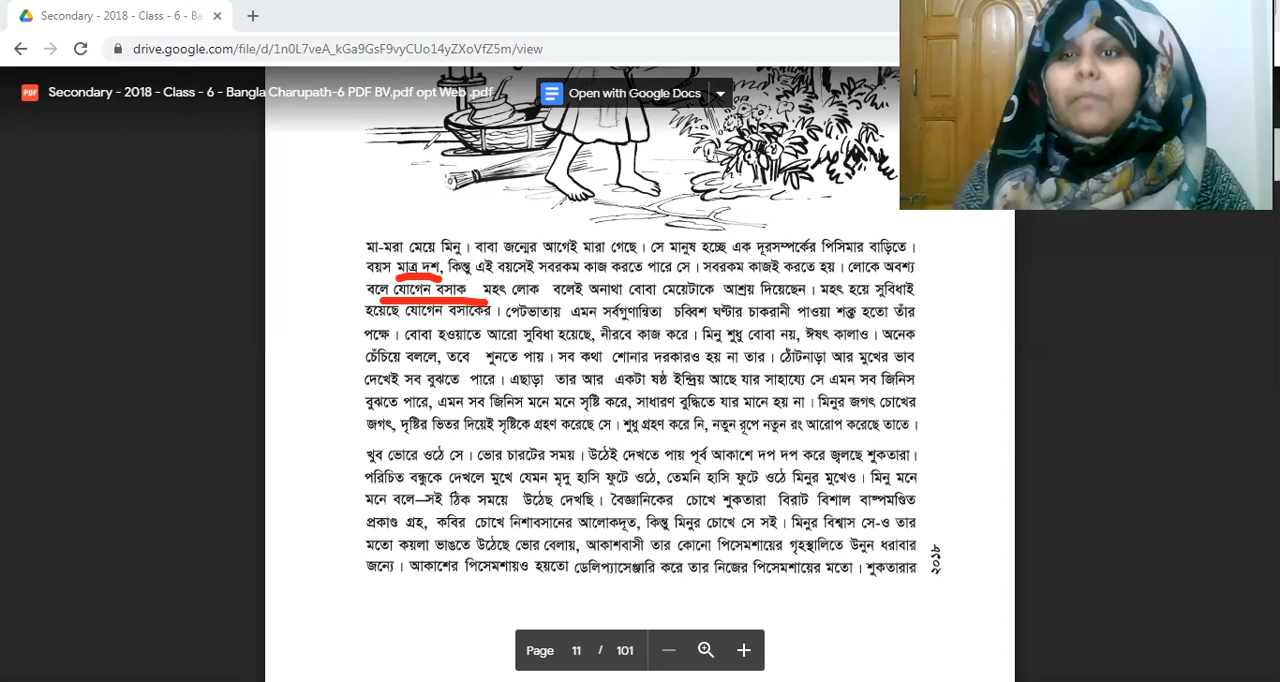 Secondary - 2018 - Class - 6 - Ba
drive.google.com/file/d/1n0L7veA_kGa9GsF9vyCUo14yZXoVfZ5m/view
Secondary - 2018 - Class - 6 - Bangla Charupath-6 PDF BV.pdf opt Web .pdf
Open with Google Docs
মা-মরা মেয়ে মিনু। বাবা জন্মের আগেই মারা গেছে। সে মানুষ হচ্ছে এক দূরসম্পর্কের পিসিমার বাড়িতে।
বয়স মাত্র দশ, কিন্তু এই বয়সেই সবরকম কাজ করতে পারে সে। সবরকম কাজই করতে হয়। লোকে অবশ্য
বলে যোগেন বসাক মহৎ লোক বলেই অনাথা বোবা মেয়েটাকে আশ্রয় দিয়েছেন। মহৎ হয়ে সুবিধাই
হয়েছে যোগেন বসাকের। পেটভাতায় এমন সর্বগুণান্বিতা চব্বিশ ঘণ্টার চাকরানী পাওয়া শক্ত হতো তাঁর
পক্ষে। বোবা হওয়াতে আরো সুবিধা হয়েছে, নীরবে কাজ করে। মিনু শুধু বোবা নয়, ঈষৎ কালাও। অনেক
চেঁচিয়ে বললে, তবে শুনতে পায়। সব কথা শোনার দরকারও হয় না তার। ঠোঁটনাড়া আর মুখের ভাব
দেখেই সব বুঝতে পারে। এছাড়া তার আর একটা ষষ্ঠ ইন্দ্রিয় আছে যার সাহায্যে সে এমন সব জিনিস
বুঝতে পারে, এমন সব জিনিস মনে মনে সৃষ্টি করে, সাধারণ বুদ্ধিতে যার মানে হয় না। মিনুর জগৎ চোখের
জগৎ, দৃষ্টির ভিতর দিয়েই সৃষ্টিকে গ্রহণ করেছে সে। শুধু গ্রহণ করে নি, নতুন রূপে নতুন রং আরোপ করেছে তাতে।
খুব ভোরে ওঠে সে। ভোর চারটের সময়। উঠেই দেখতে পায় পূর্ব আকাশে দপ দপ করে জ্বলছে শুকতারা।
পরিচিত বন্ধুকে দেখলে মুখে যেমন মৃদু হাসি ফুটে ওঠে, তেমনি হাসি ফুটে ওঠে মিনুর মুখেও। মিনু মনে
মনে বলে—সই ঠিক সময়ে উঠেছ দেখছি। বৈজ্ঞানিকের চোখে শুকতারা বিরাট বিশাল বাষ্পমণ্ডিত
প্রকাণ্ড গ্রহ, কবির চোখে নিশাবসানের আলোকদূত, কিন্তু মিনুর চোখে সে সই। মিনুর বিশ্বাস সে-ও তার
মতো কয়লা ভাঙতে উঠেছে ভোর বেলায়, আকাশবাসী তার কোনো পিসেমশায়ের গৃহস্থালিতে উনুন ধরাবার
জন্যে। আকাশের পিসেমশায়ও হয়তো ডেলিপ্যাসেঞ্জারি করে তার নিজের পিসেমশায়ের মতো। শুকতারার
২০১৮
Page 11 / 101